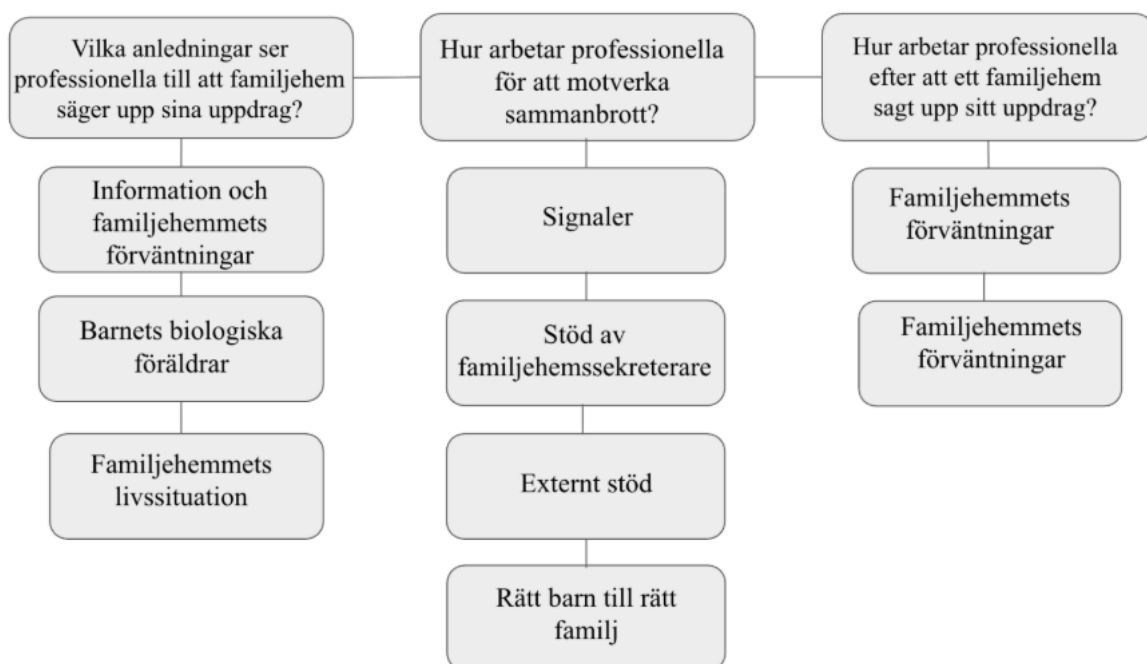 Vilka anledningar ser
professionella till att familjehem
säger upp sina uppdrag?
Information och
familjehemmets
förväntningar
Barnets biologiska
föräldrar
Familjehemmets
livssituation
Hur arbetar professionella
för att motverka
sammanbrott?
Signaler
Stöd av
familjehemssekreterare
Externt stöd
Rätt barn till rätt
familj
Hur arbetar professionella
efter att ett familjehem
sagt upp sitt uppdrag?
Familjehemmets
förväntningar
Familjehemmets
förväntningar